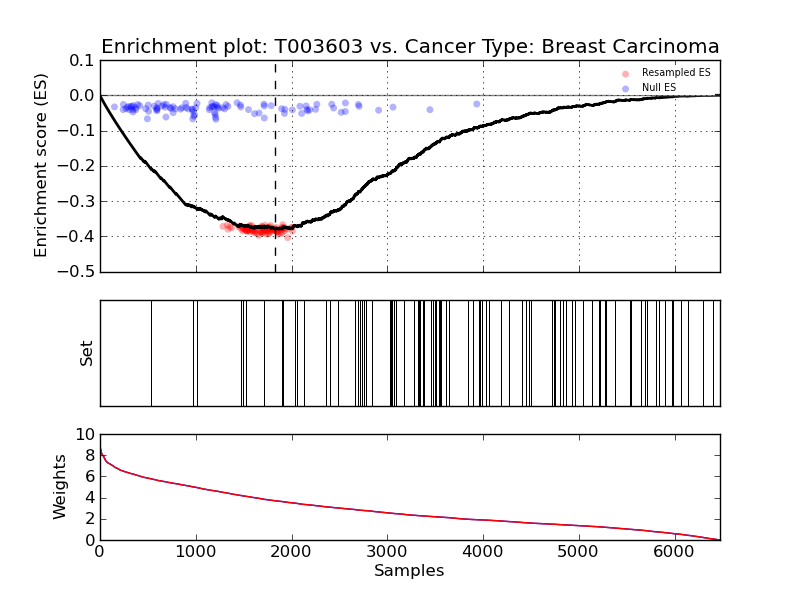 Enrichment plot: T003603 vs. Cancer Type: Breast Carcinoma
0.1
0.0
−0.1
−0.2
−0.3
−0.4
−0.5
Enrichment score (ES)
Resampled ES
Null ES
Set
10
8
6
4
2
0
Weights
0 1000 2000 3000 4000 5000 6000
Samples